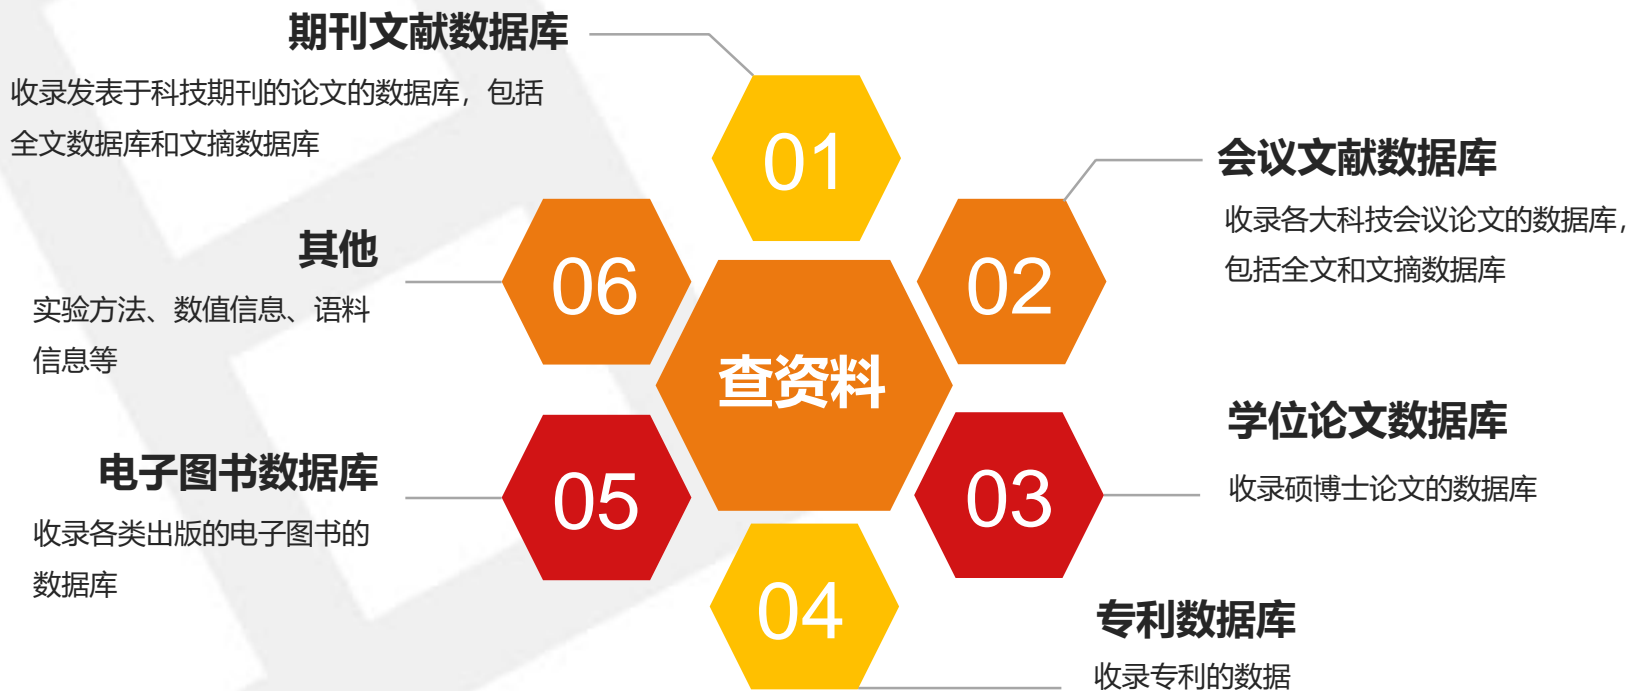 期刊文献数据库
收录发表于科技期刊的论文的数据库，包括
全文数据库和文摘数据库
01
会议文献数据库
收录各大科技会议论文的数据库，
包括全文和文摘数据库
02
学位论文数据库
收录硕博士论文的数据库
03
专利数据库
收录专利的数据
04
电子图书数据库
收录各类出版的电子图书的
数据库
05
其他
实验方法、数值信息、语料
信息等
06
查资料